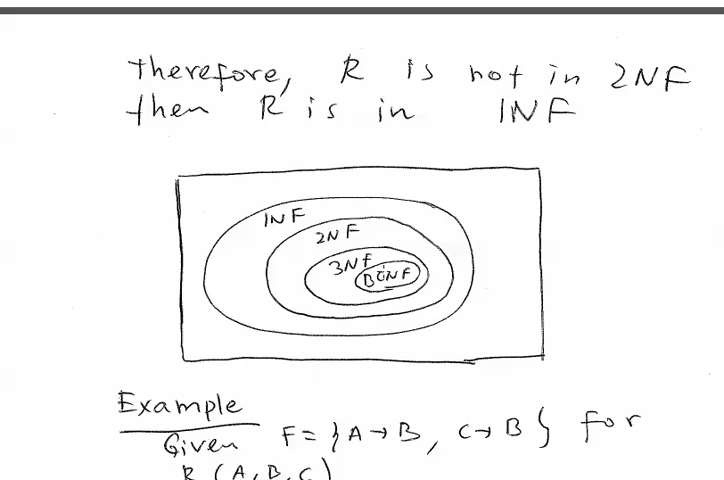 Therefore, R is not in 2NF
then R is in 1NF
1NF
2NF
3NF
BCNF
Example
Given F = {A→B, C→B} for
R (A, B, C)